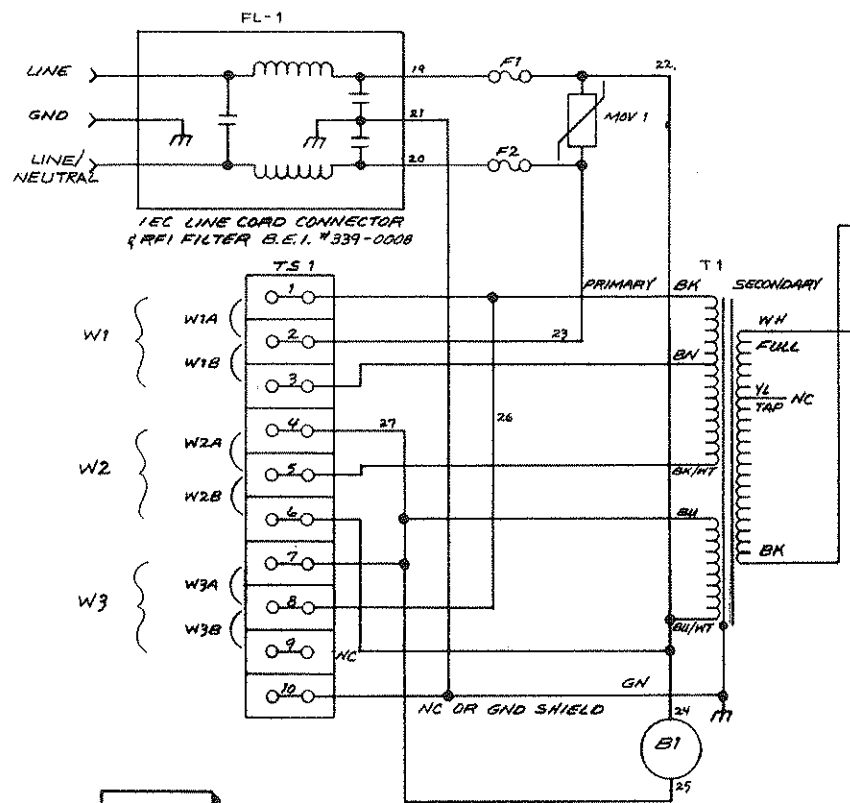 FL-1
LINE
GND
LINE/
NEUTRAL
19
21
20
F1
F2
22.
MOV 1
IEC LINE CORD CONNECTOR
& RFI FILTER B.E.I. #339-0008
TS 1
1
2
3
4
5
6
7
8
9
10
W1
W1A
W1B
W2
W2A
W2B
W3
W3A
W3B
23
26
27
NC
PRIMARY
BK
BN
BK/WT
BU
BU/WT
T1
SECONDARY
WH
FULL
YL
TAP
NC
BK
GN
NC OR GND SHIELD
24
B1
25